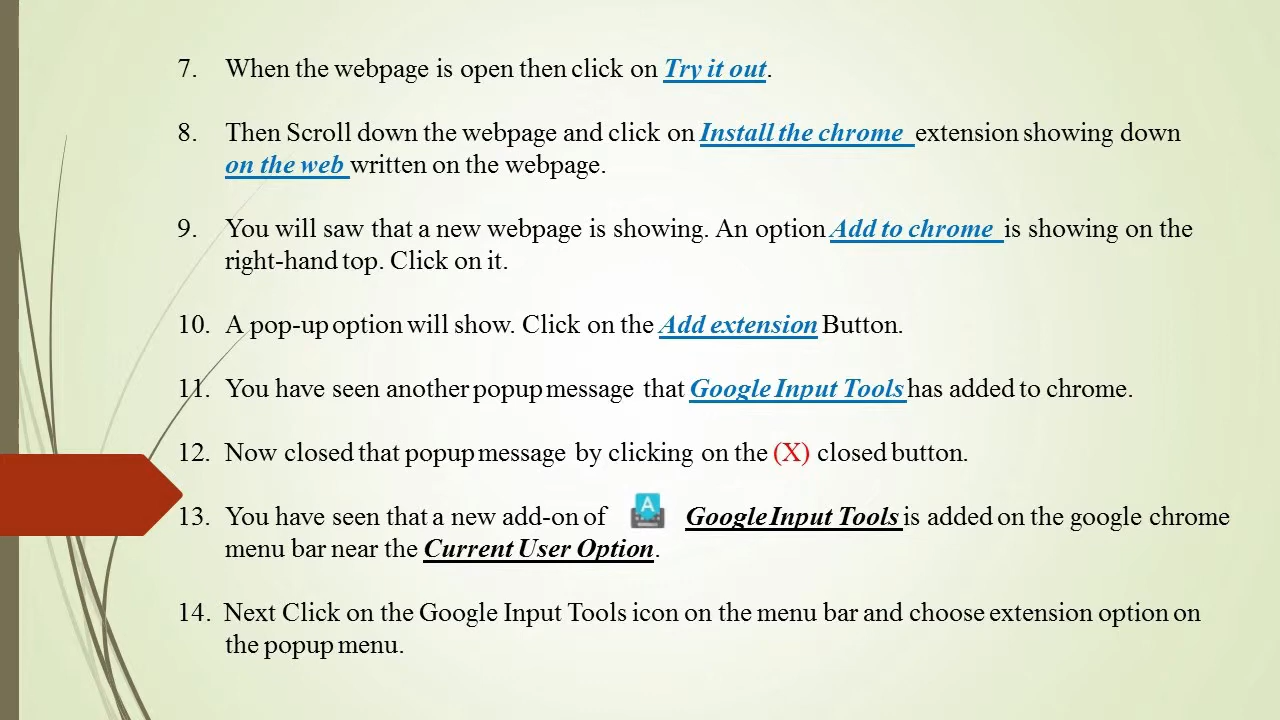 7. When the webpage is open then click on Try it out.
8. Then Scroll down the webpage and click on Install the chrome extension showing down
on the web written on the webpage.
9. You will saw that a new webpage is showing. An option Add to chrome is showing on the
right-hand top. Click on it.
10. A pop-up option will show. Click on the Add extension Button.
11. You have seen another popup message that Google Input Tools has added to chrome.
12. Now closed that popup message by clicking on the (X) closed button.
13. You have seen that a new add-on of A Google Input Tools is added on the google chrome
menu bar near the Current User Option.
14. Next Click on the Google Input Tools icon on the menu bar and choose extension option on
the popup menu.